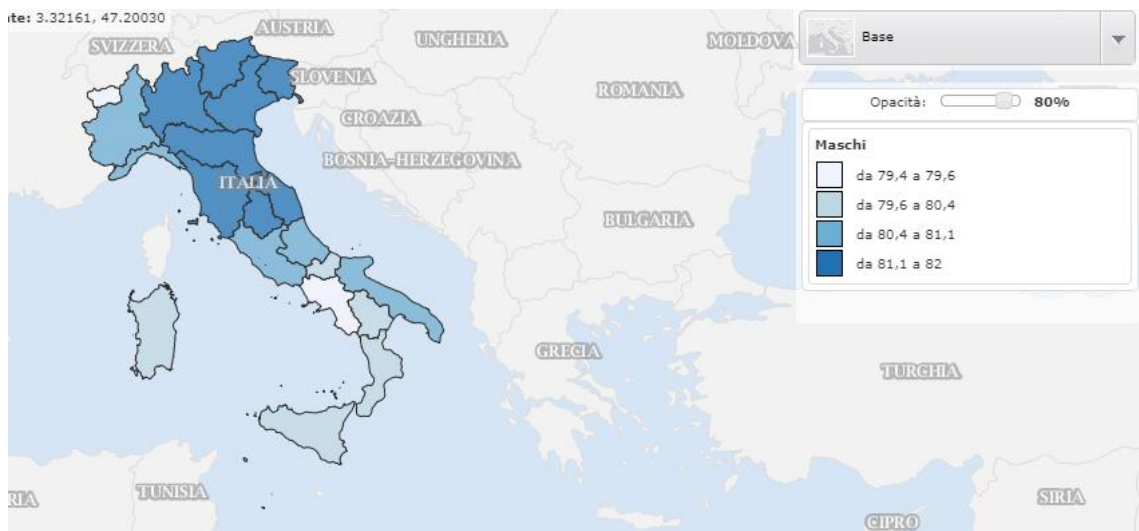 te: 3.32161, 47.20030
AUSTRIA
SVIZZERA
UNGHERIA
MOLDOVA
Base
SLOVENIA
ROMANIA
Opacità: 80%
CROAZIA
Maschi
BOSNIA-HERZEGOVINA
da 79,4 a 79,6
ITALIA
da 79,6 a 80,4
BULGARIA
da 80,4 a 81,1
da 81,1 a 82
GRECIA
TURCHIA
TUNISIA
RIA
SIRIA
CIPRO